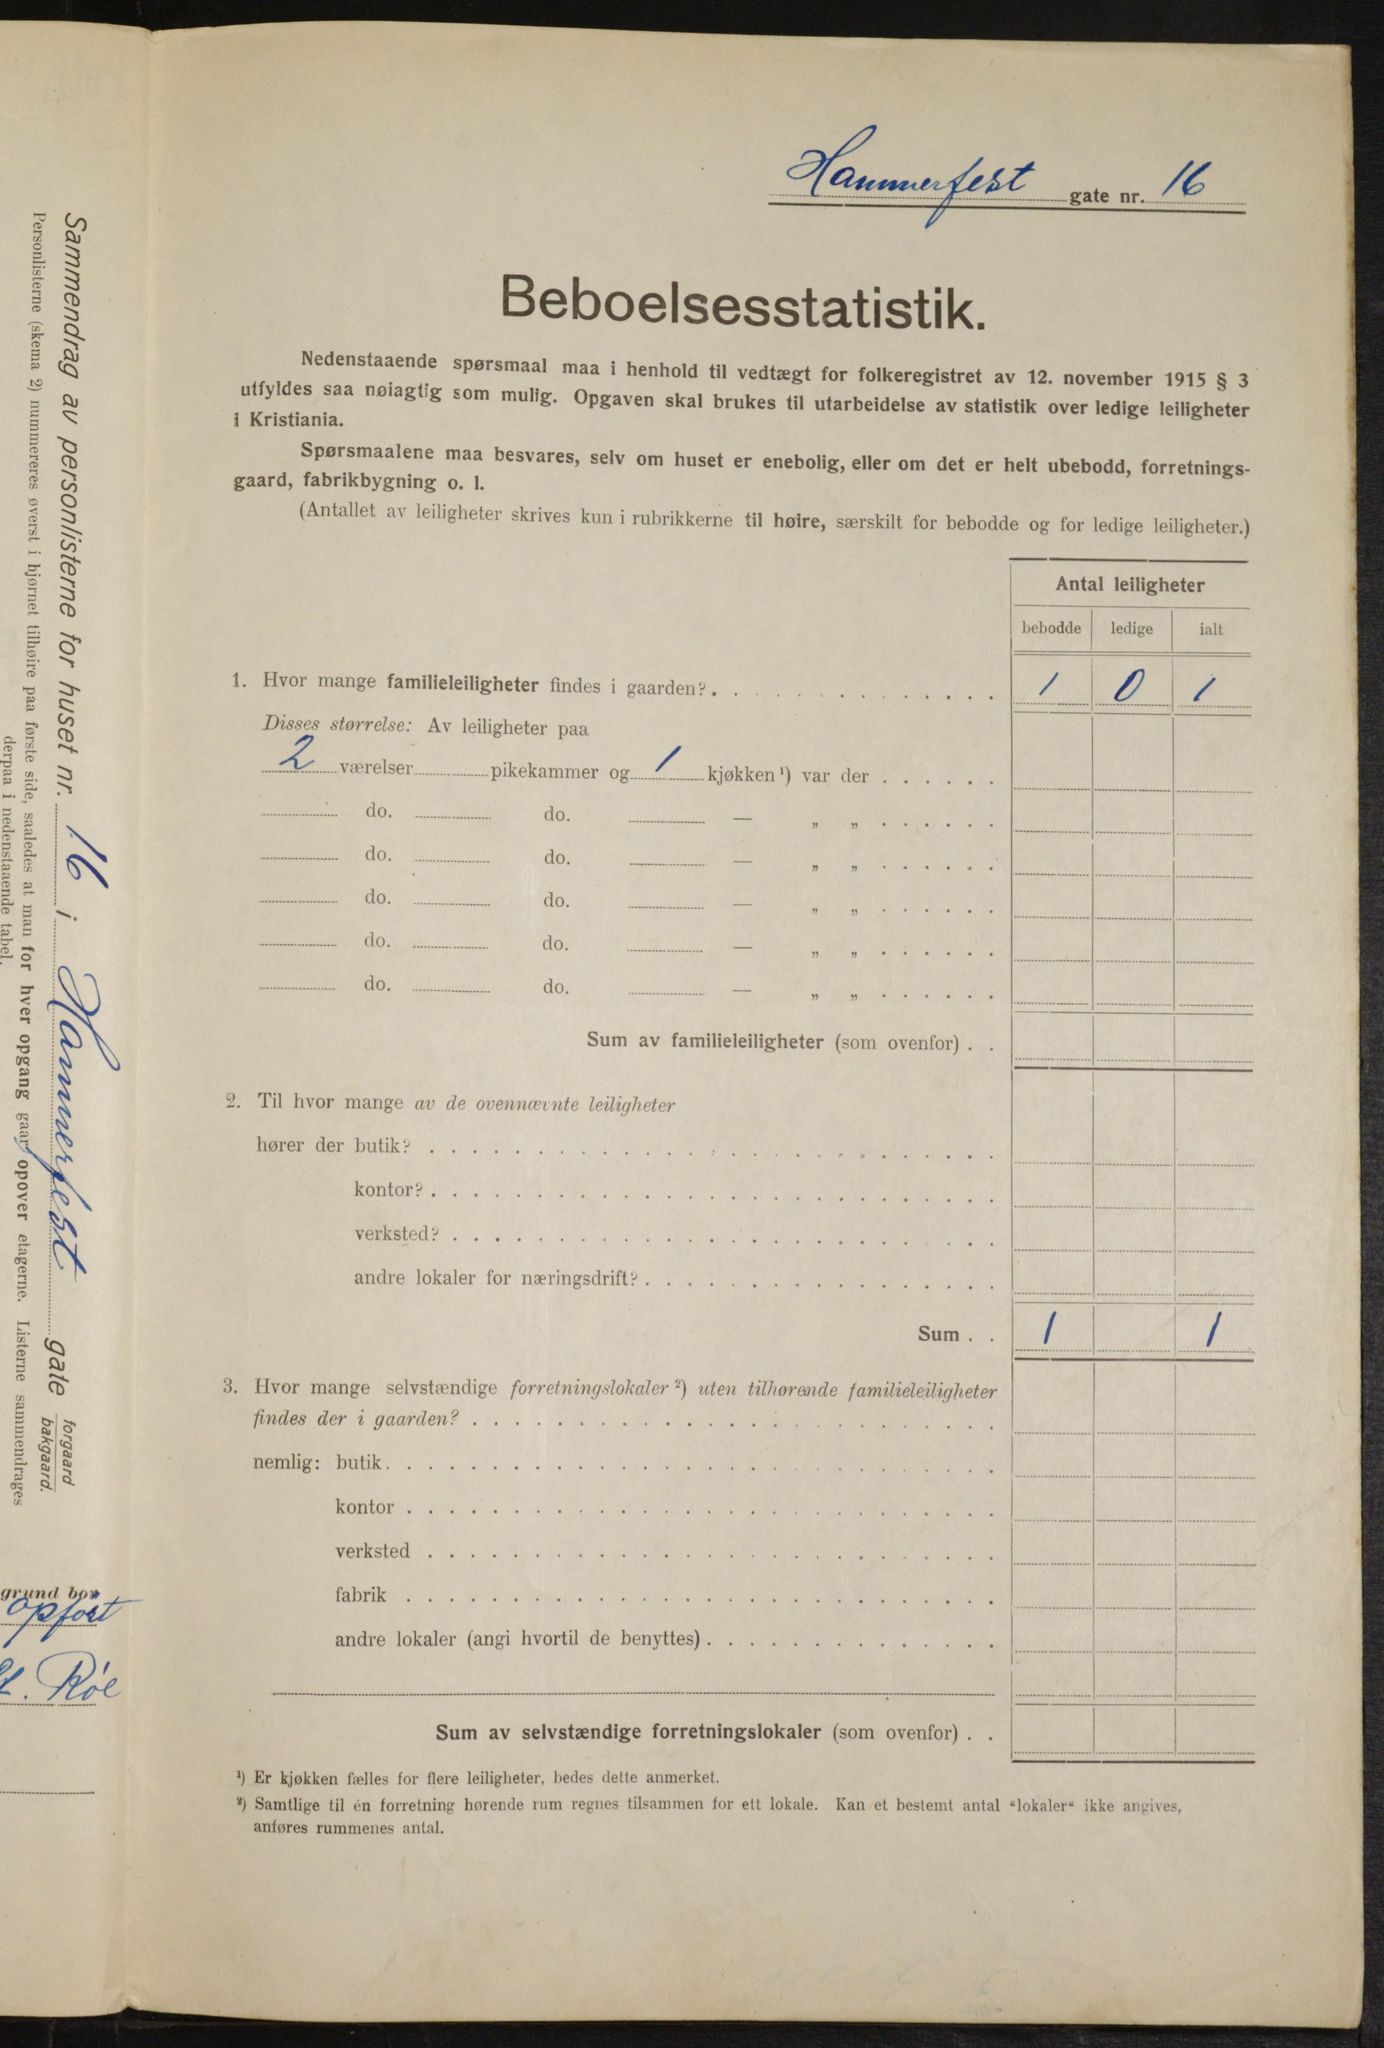 Hammerfest gate nr. 16
Beboelsesstatistik.
Nedenstaaende spørsmaal maa i henhold til vedtægt for folkeregistret av 12. november 1915 § 3
utfyldes saa nøiagtig som mulig. Opgaven skal brukes til utarbeidelse av statistik over ledige leiligheter
i Kristiania.
Spørsmaalene maa besvares, selv om huset er enebolig, eller om det er helt ubebodd, forretnings-
gaard, fabrikbygning o. l.
(Antallet av leiligheter skrives kun i rubrikkerne til høire, særskilt for bebodde og for ledige leiligheter.)
Antal leiligheter
bebodde ledige ialt
1. Hvor mange familieleiligheter findes i gaarden? . . . . . . . . . . . . . . 1 0 1
Disses størrelse: Av leiligheter paa
2 værelser pikekammer og 1 kjøkken ¹) var der . . . . . .
do. do. — „ „ . . . . . .
do. do. — „ „ . . . . . .
do. do. — „ „ . . . . . .
do. do. — „ „ . . . . . .
do. do. — „ „ . . . . . .
Sum av familieleiligheter (som ovenfor) . .
2. Til hvor mange av de ovennævnte leiligheter
hører der butik? . . . . . . . . . . . . . . . . . . . . . . . . . . .
kontor? . . . . . . . . . . . . . . . . . . . . . . . . . . .
verksted? . . . . . . . . . . . . . . . . . . . . . . . . . .
andre lokaler for næringsdrift? . . . . . . . . . . . . . . . . .
Sum . . 1 1
3. Hvor mange selvstændige forretningslokaler ²) uten tilhørende familieleiligheter
findes der i gaarden? . . . . . . . . . . . . . . . . . . . . . . . . .
nemlig: butik . . . . . . . . . . . . . . . . . . . . . . . . . . . . .
kontor . . . . . . . . . . . . . . . . . . . . . . . . . . . .
verksted . . . . . . . . . . . . . . . . . . . . . . . . . . .
fabrik . . . . . . . . . . . . . . . . . . . . . . . . . . . .
andre lokaler (angi hvortil de benyttes) . . . . . . . . . . . . . .
Sum av selvstændige forretningslokaler (som ovenfor) . .
¹) Er kjøkken fælles for flere leiligheter, bedes dette anmerket.
²) Samtlige til én forretning hørende rum regnes tilsammen for ett lokale. Kan et bestemt antal “lokaler“ ikke angives,
anføres rummenes antal.
Sammendrag av personlisterne for huset nr. 16 i Hammerfest gate forgaard bakgaard.
Personlisterne (skema 2) nummereres øverst i hjørnet tilhøire paa første side, saaledes at man for hver opgang gaar opover etagerne. Listerne sammendrages
derpaa i nedenstaaende tabel.
grund bor
opført
Røe